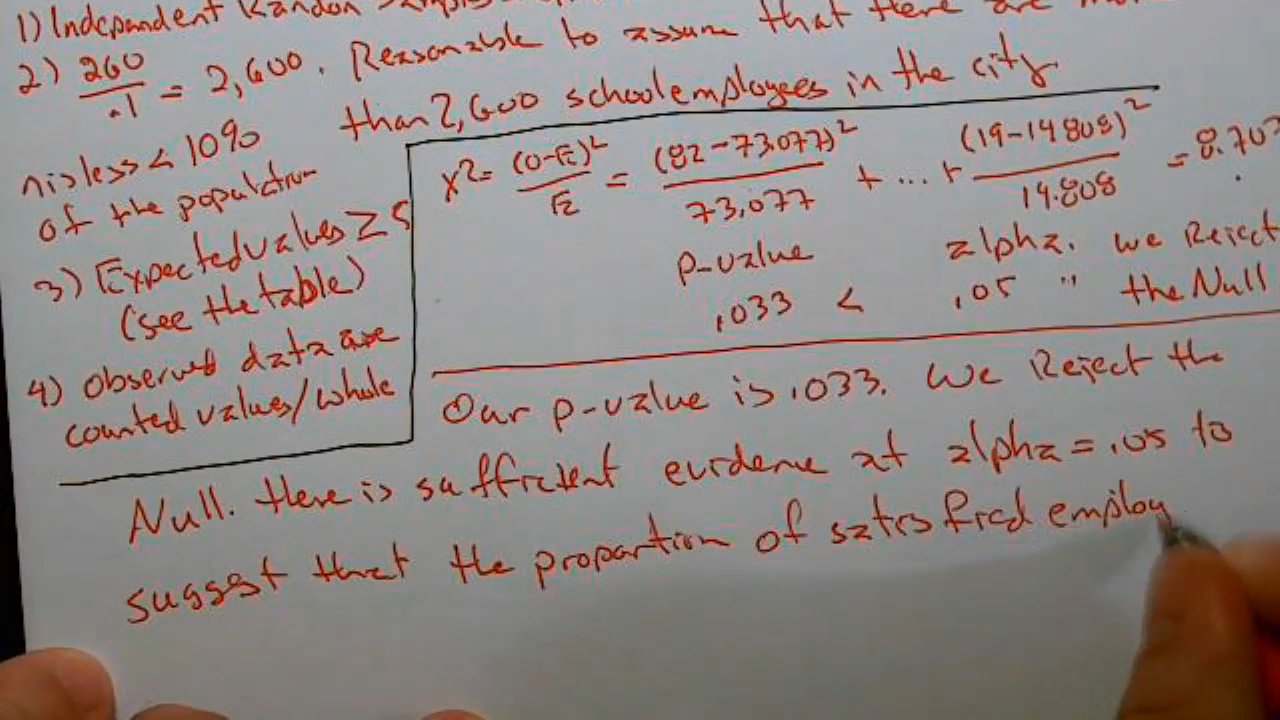 1) Independent Random Samples
2) 260/.1 = 2,600. Reasonable to assume that there are
than 2,600 school employees in the city.
n is less < 10%
of the population
3) Expected values ≥ 5
(see the table)
4) Observed data are
counted values/whole
χ² = (O-E)²/E = (82-73.077)²/73.077 + ... + (19-14.808)²/14.808 = 8.70
p-value alpha. We Reject
.033 < .05 " the Null
Our p-value is .033. We Reject the
Null. there is sufficient evidence at alpha = .05 to
suggest that the proportion of satisfied employ